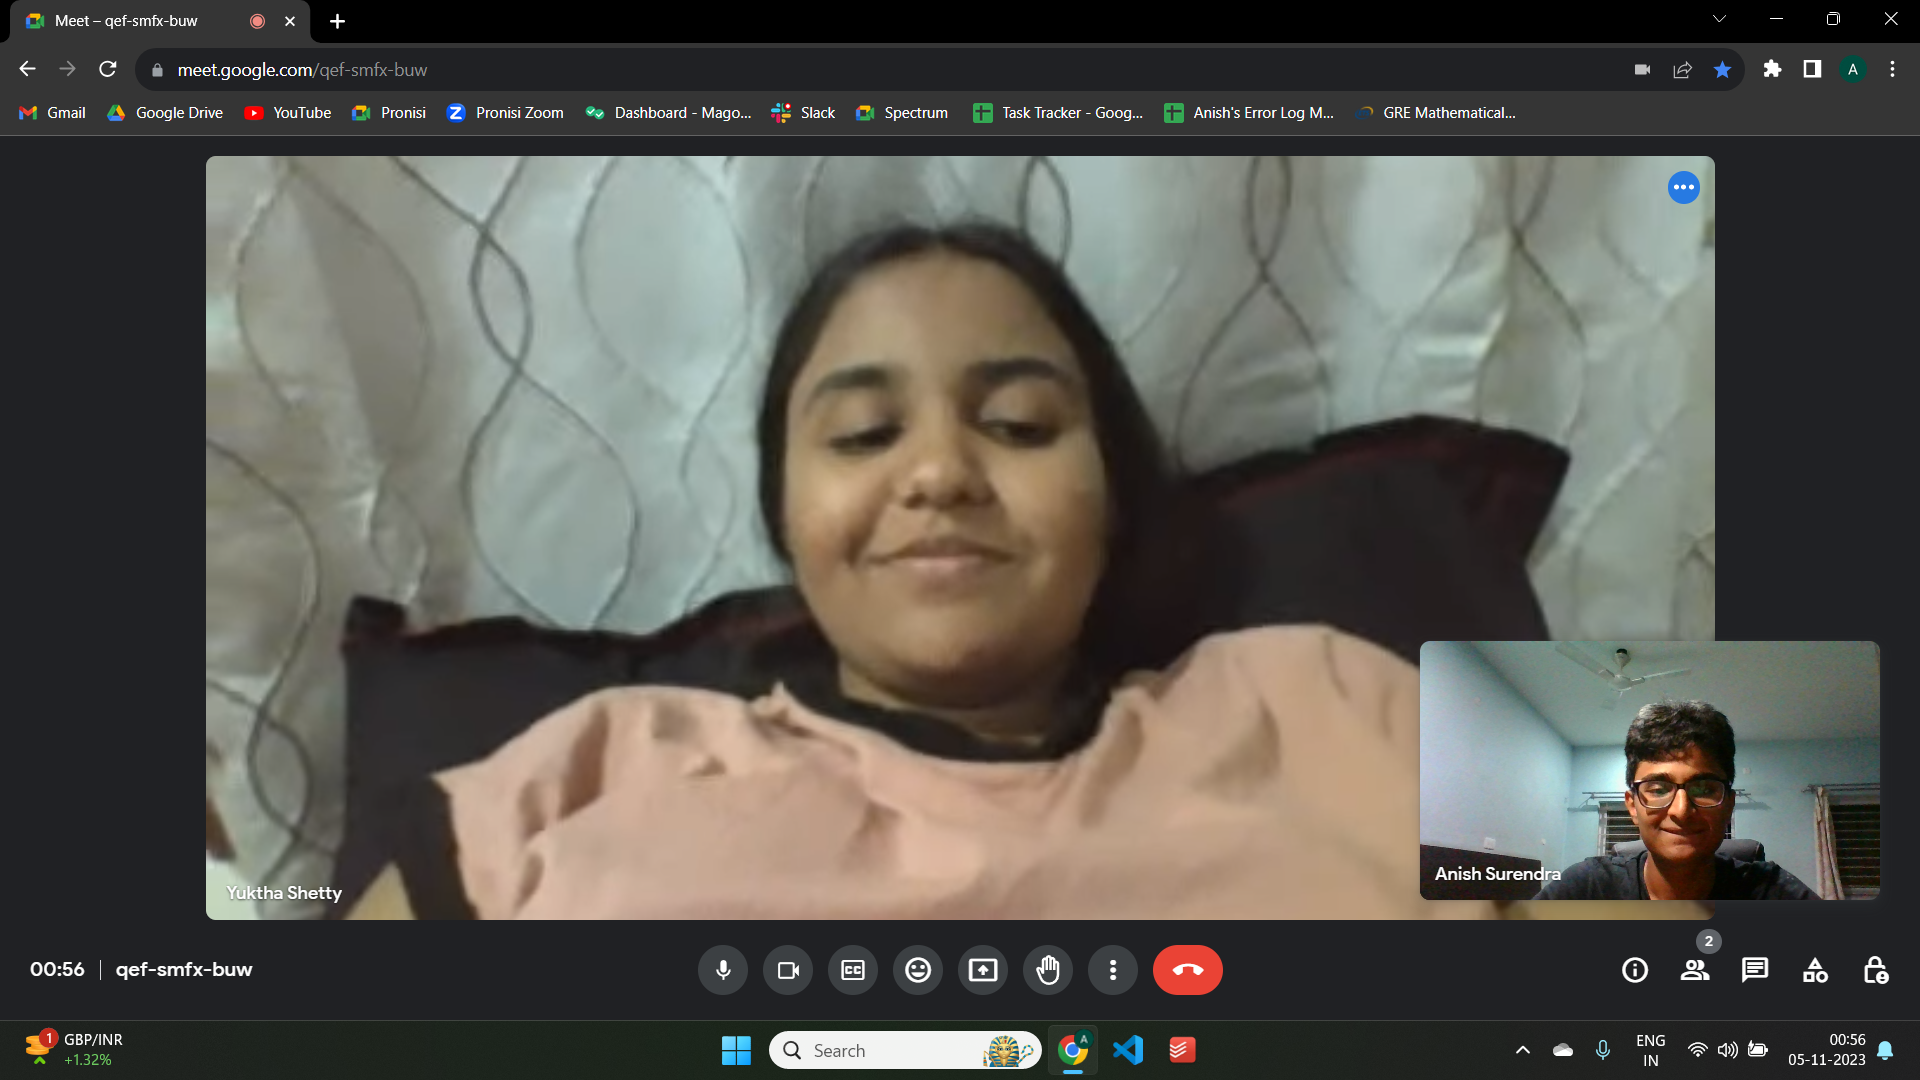 Meet – qef-smfx-buw
meet.google.com/qef-smfx-buw
A
Gmail
Google Drive
YouTube
Pronisi
Pronisi Zoom
Dashboard - Mago...
Slack
Spectrum
Task Tracker - Goog...
Anish's Error Log M...
GRE Mathematical...
Yuktha Shetty
Anish Surendra
00:56 | qef-smfx-buw
CC
2
1
GBP/INR
+1.32%
Search
A
ENG
IN
00:56
05-11-2023